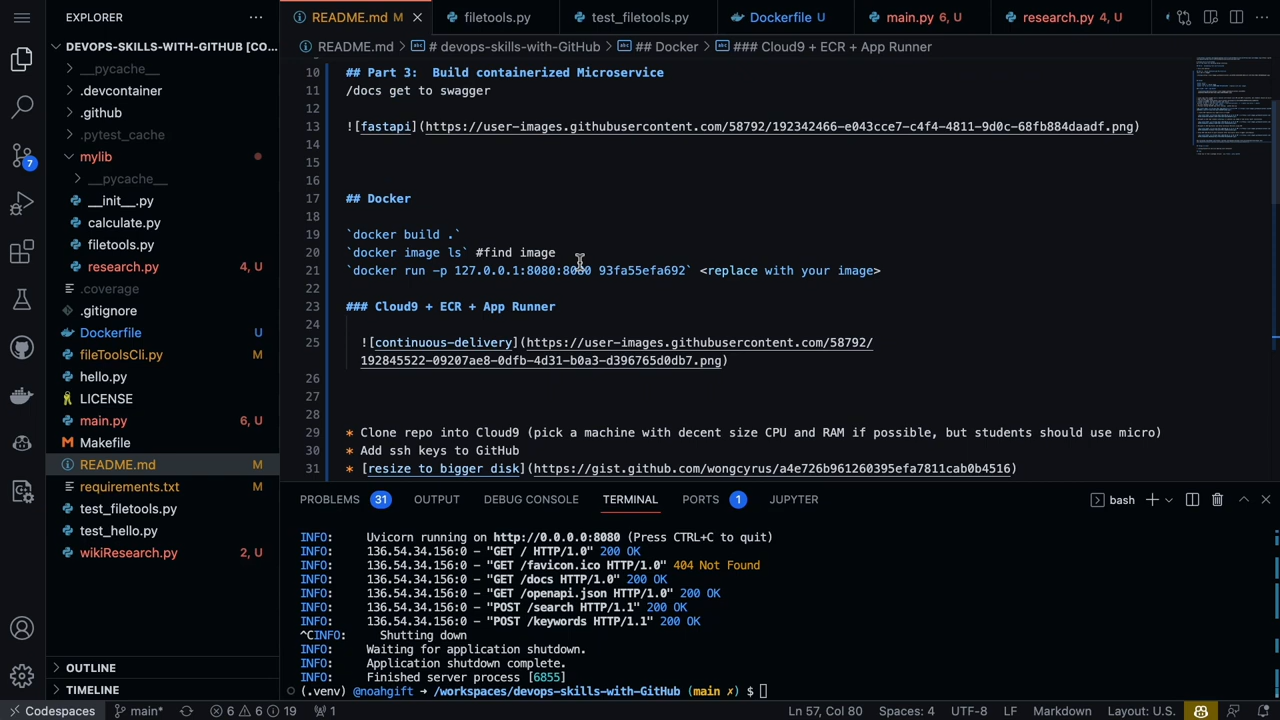 EXPLORER
DEVOPS-SKILLS-WITH-GITHUB [CO...
__pycache__
.devcontainer
.github
.pytest_cache
mylib
__pycache__
__init__.py
calculate.py
filetools.py
research.py 4, U
.coverage
.gitignore
Dockerfile U
fileToolsCli.py M
hello.py
LICENSE
main.py 6, U
Makefile
README.md M
requirements.txt M
test_filetools.py
test_hello.py
wikiResearch.py 2, U
OUTLINE
TIMELINE
7
README.md M
filetools.py
test_filetools.py
Dockerfile U
main.py 6, U
research.py 4, U
README.md > # devops-skills-with-GitHub > ## Docker > ### Cloud9 + ECR + App Runner
10 ## Part 3: Build containerized Microservice
11 /docs get to swagger
12
13 ![fastapi](https://user-images.githubusercontent.com/58792/
14
15
16
17 ## Docker
18
19 `docker build .`
20 `docker image ls` #find image
21 `docker run -p 127.0.0.1:8080:8080 93fa55efa692` <replace with your image>
22
23 ### Cloud9 + ECR + App Runner
24
25 ![continuous-delivery](https://user-images.githubusercontent.com/58792/
192845522-09207ae8-0dfb-4d31-b0a3-d396765d0db7.png)
26
27
28
29 * Clone repo into Cloud9 (pick a machine with decent size CPU and RAM if possible, but students should use micro)
30 * Add ssh keys to GitHub
31 * [resize to bigger disk](https://gist.github.com/wongcyrus/a4e726b961260395efa7811cab0b4516)
PROBLEMS 31 OUTPUT DEBUG CONSOLE TERMINAL PORTS 1 JUPYTER
bash
INFO: Uvicorn running on http://0.0.0.0:8080 (Press CTRL+C to quit)
INFO: 136.54.34.156:0 - "GET / HTTP/1.0" 200 OK
INFO: 136.54.34.156:0 - "GET /favicon.ico HTTP/1.0" 404 Not Found
INFO: 136.54.34.156:0 - "GET /docs HTTP/1.0" 200 OK
INFO: 136.54.34.156:0 - "GET /openapi.json HTTP/1.0" 200 OK
INFO: 136.54.34.156:0 - "POST /search HTTP/1.1" 200 OK
INFO: 136.54.34.156:0 - "POST /keywords HTTP/1.1" 200 OK
^CINFO: Shutting down
INFO: Waiting for application shutdown.
INFO: Application shutdown complete.
INFO: Finished server process [6855]
(.venv) @noahgift ➜ /workspaces/devops-skills-with-GitHub (main ✗) $
Codespaces main* 6 6 19 1 Ln 57, Col 80 Spaces: 4 UTF-8 LF Markdown Layout: U.S.